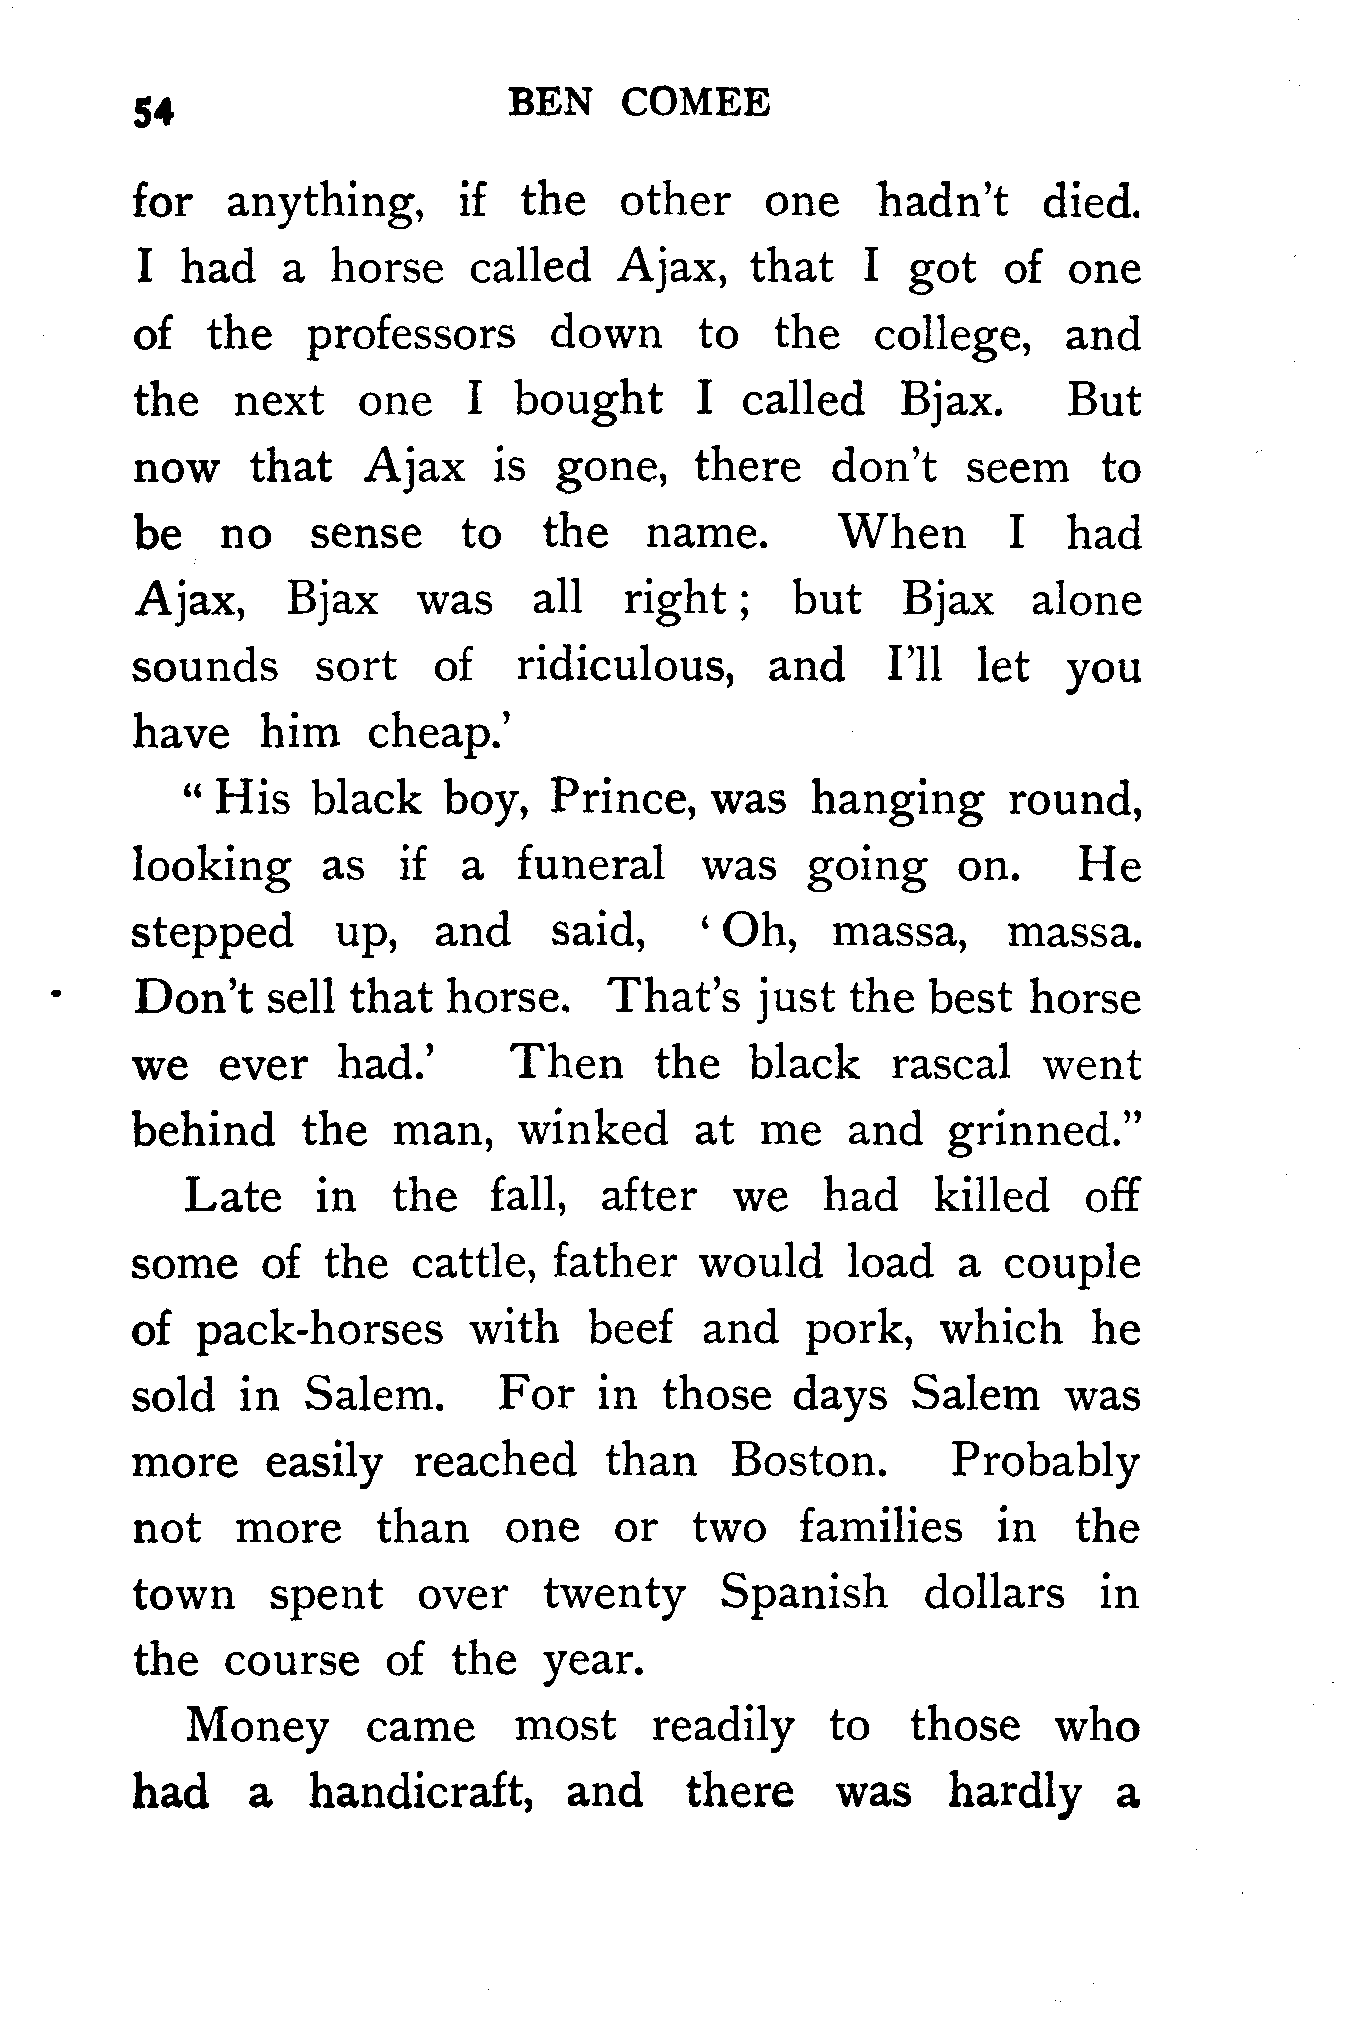 54 BEN COMEE
for anything, if the other one hadn't died.
I had a horse called Ajax, that I got of one
of the professors down to the college, and
the next one I bought I called Bjax. But
now that Ajax is gone, there don't seem to
be no sense to the name. When I had
Ajax, Bjax was all right; but Bjax alone
sounds sort of ridiculous, and I'll let you
have him cheap.'
"His black boy, Prince, was hanging round,
looking as if a funeral was going on. He
stepped up, and said, 'Oh, massa, massa.
Don't sell that horse. That's just the best horse
we ever had.' Then the black rascal went
behind the man, winked at me and grinned."
Late in the fall, after we had killed off
some of the cattle, father would load a couple
of pack-horses with beef and pork, which he
sold in Salem. For in those days Salem was
more easily reached than Boston. Probably
not more than one or two families in the
town spent over twenty Spanish dollars in
the course of the year.
Money came most readily to those who
had a handicraft, and there was hardly a